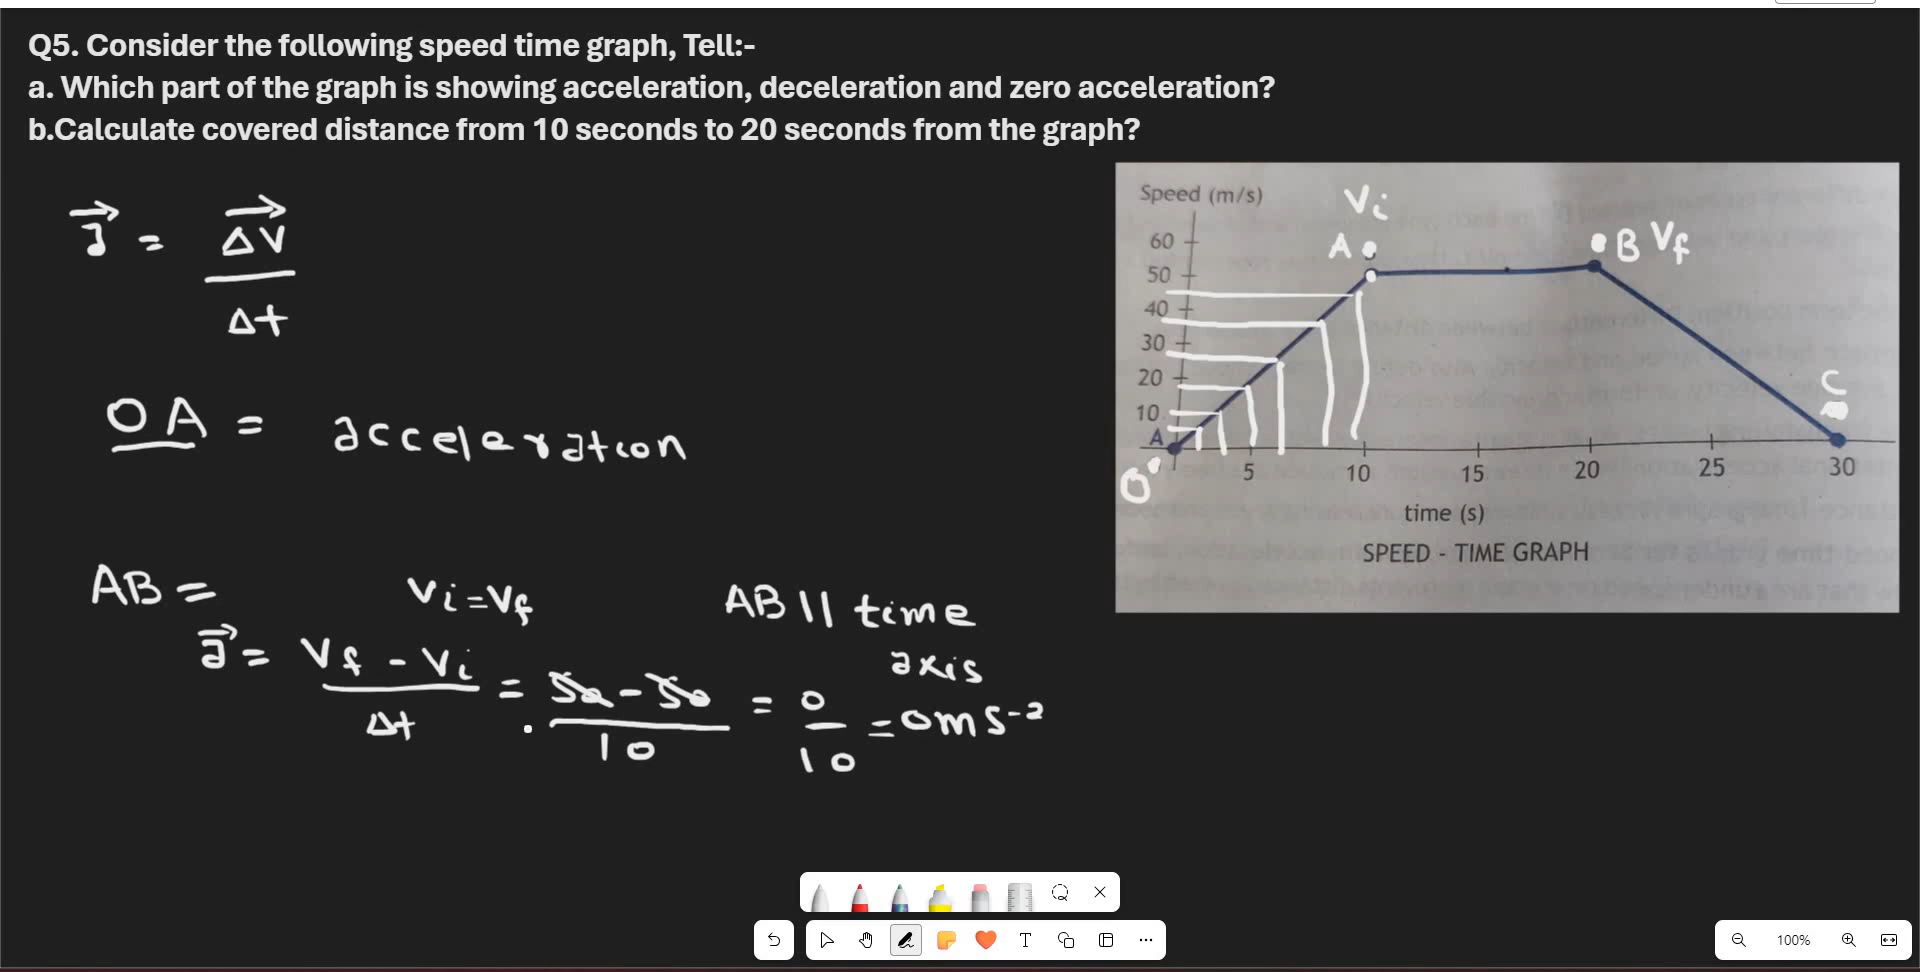 Q5. Consider the following speed time graph, Tell:-
a. Which part of the graph is showing acceleration, deceleration and zero acceleration?
b.Calculate covered distance from 10 seconds to 20 seconds from the graph?
a = ΔV
Δt
OA = acceleration
AB =
Vi=Vf
AB || time
axis
a = Vf - Vi = 50 - 50 = 0 = 0ms-2
Δt 10 10
Speed (m/s)
Vi
A
B Vf
60
50
40
30
20
10
A
O
C
5 10 15 20 25 30
time (s)
SPEED - TIME GRAPH
T
100%